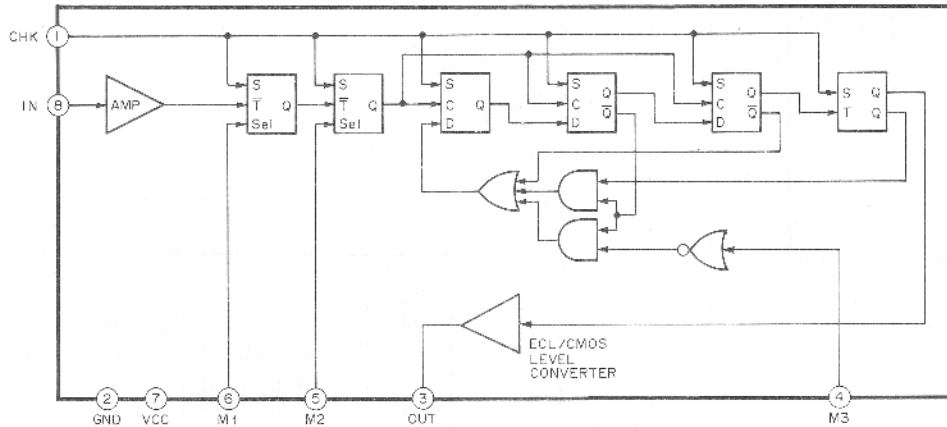 CHK 1
IN 8
AMP
S
T Q
Sel
S
T Q
Sel
S
C Q
D
S
Q
C
Q
D
S
Q
C
Q
D
S Q
T Q
ECL/CMOS
LEVEL
CONVERTER
2 7 6 5 3 4
GND VCC M1 M2 OUT M3